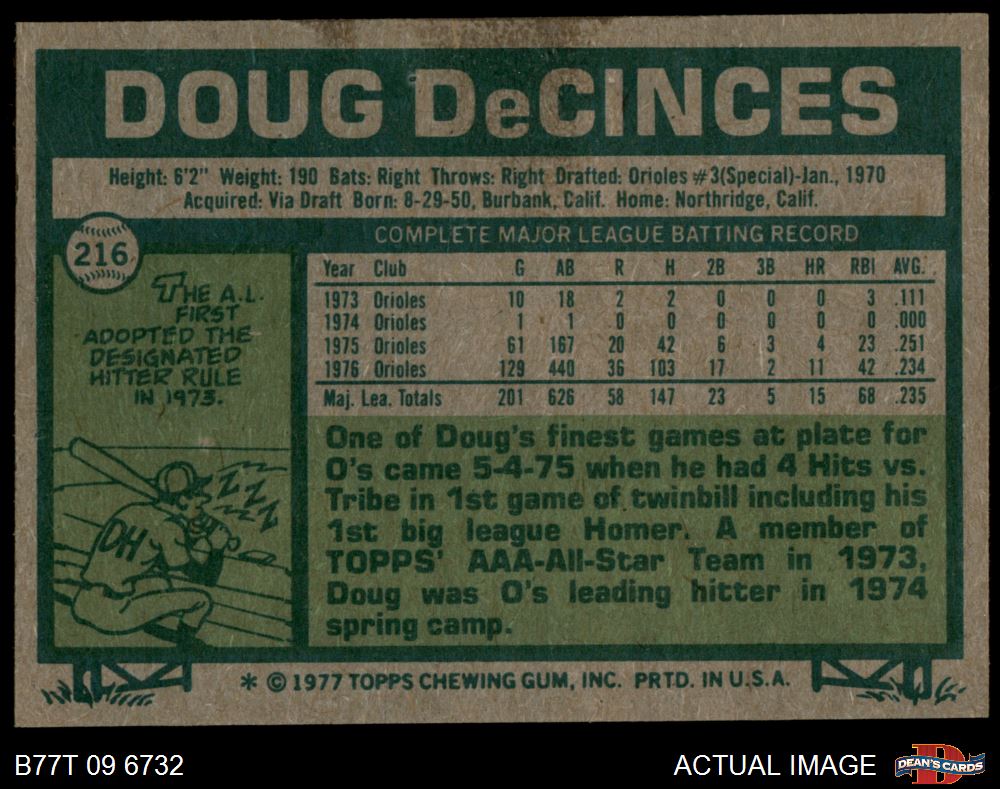 DOUG DeCINCES
Height: 6'2" Weight: 190 Bats: Right Throws: Right Drafted: Orioles #3(Special)-Jan., 1970
Acquired: Via Draft Born: 8-29-50, Burbank, Calif. Home: Northridge, Calif.
216
THE A.L.
FIRST
ADOPTED THE
DESIGNATED
HITTER RULE
IN 1973.
ZZZ
ZZZ
DH
COMPLETE MAJOR LEAGUE BATTING RECORD
Year Club G AB R H 2B 3B HR RBI AVG.
1973 Orioles 10 18 2 2 0 0 0 3 .111
1974 Orioles 1 1 0 0 0 0 0 0 .000
1975 Orioles 61 167 20 42 6 3 4 23 .251
1976 Orioles 129 440 36 103 17 2 11 42 .234
Maj. Lea. Totals 201 626 58 147 23 5 15 68 .235
One of Doug's finest games at plate for
O's came 5-4-75 when he had 4 Hits vs.
Tribe in 1st game of twinbill including his
1st big league Homer. A member of
TOPPS' AAA-All-Star Team in 1973,
Doug was O's leading hitter in 1974
spring camp.
* © 1977 TOPPS CHEWING GUM, INC. PRTD. IN U.S.A.
B77T 09 6732
ACTUAL IMAGE
D
DEAN'S CARDS